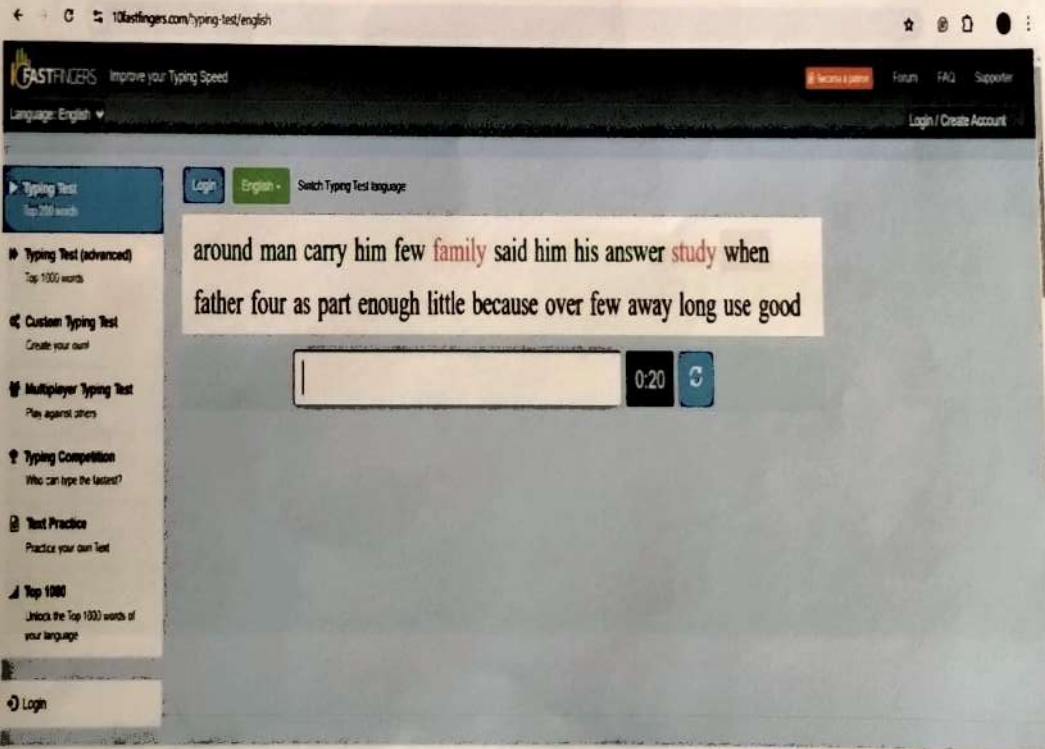 10fastfingers.com/typing-test/english
FASTFINGERS Improve your Typing Speed
Become a patron Forum FAQ Supporter
Language: English
Login / Create Account
Typing Test
Top 200 words
Login English Switch Typing Test language
around man carry him few family said him his answer study when
father four as part enough little because over few away long use good
0:20
Typing Test (advanced)
Top 1000 words
Custom Typing Test
Create your own!
Multiplayer Typing Test
Play against others
Typing Competition
Who can type the fastest?
Text Practice
Practice your own Text
Top 1000
Unlock the Top 1000 words of
your language
Login